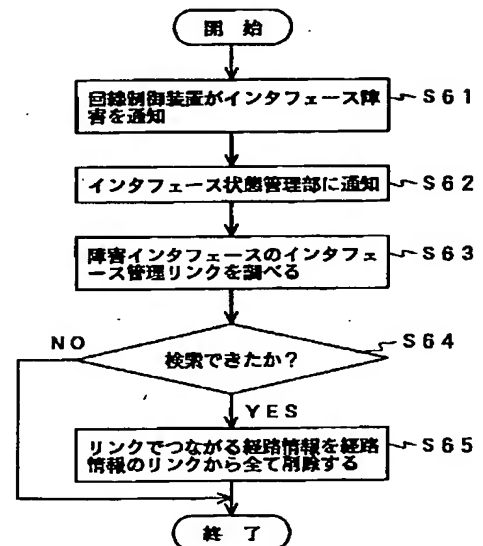 開 始
回線制御装置がインタフェース障
害を通知
S61
インタフェース状態管理部に通知
S62
障害インタフェースのインタフェ
ース管理リンクを調べる
S63
検索できたか?
S64
NO
YES
リンクでつながる経路情報を経路
情報のリンクから全て削除する
S65
終 了